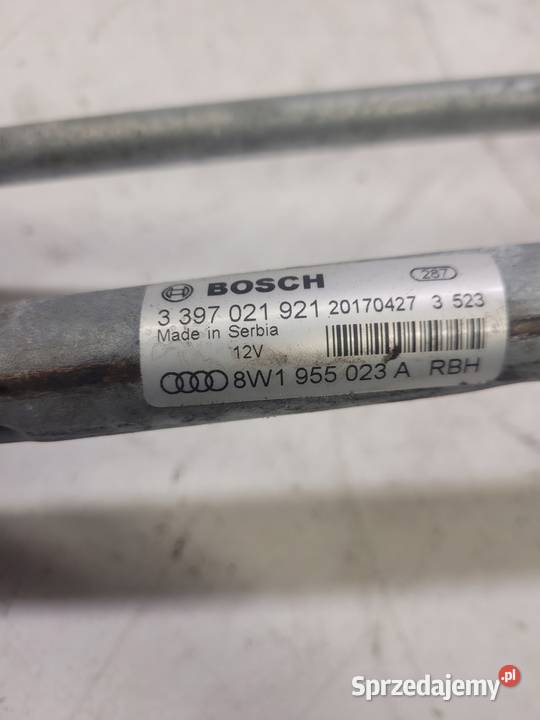 BOSCH 287
3 397 021 921 20170427 3 523
Made in Serbia
12V
8W1 955 023 A RBH
Sprzedajemy.pl